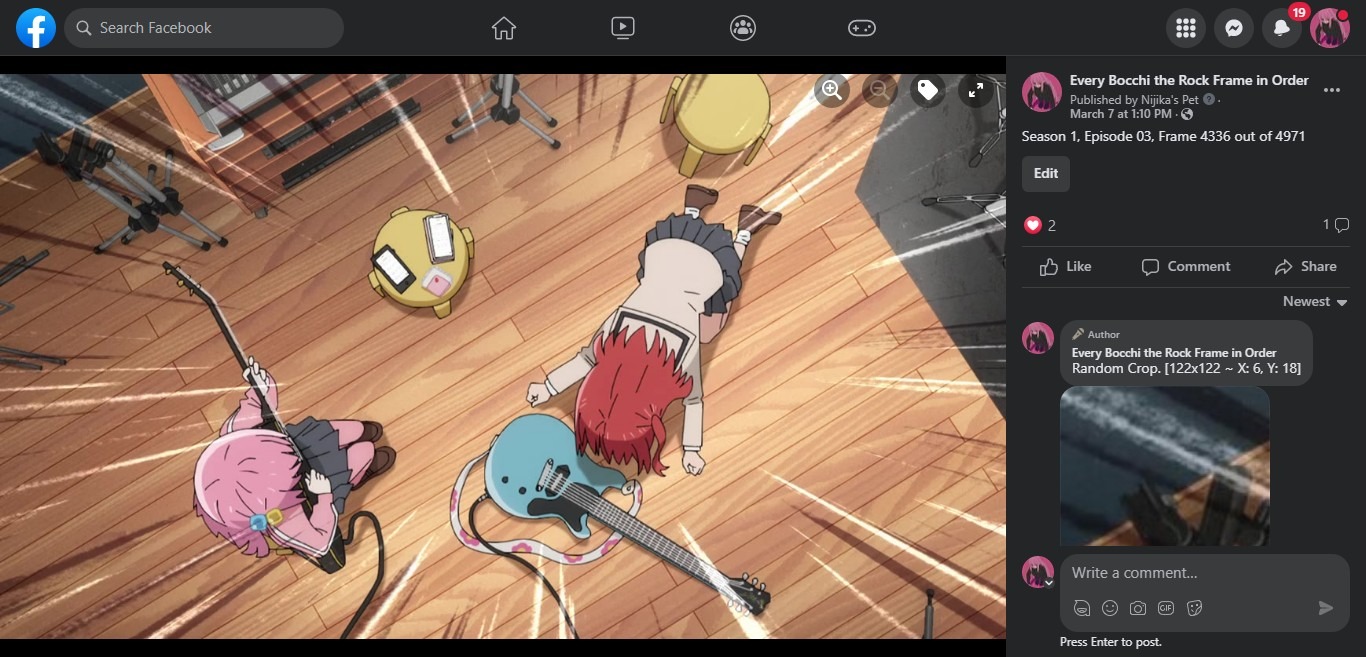 Search Facebook
19
Every Bocchi the Rock Frame in Order
Published by Nijika's Pet ·
March 7 at 1:10 PM ·
Season 1, Episode 03, Frame 4336 out of 4971
Edit
2
1
Like
Comment
Share
Newest
Author
Every Bocchi the Rock Frame in Order
Random Crop. [122x122 ~ X: 6, Y: 18]
Write a comment...
GIF
Press Enter to post.